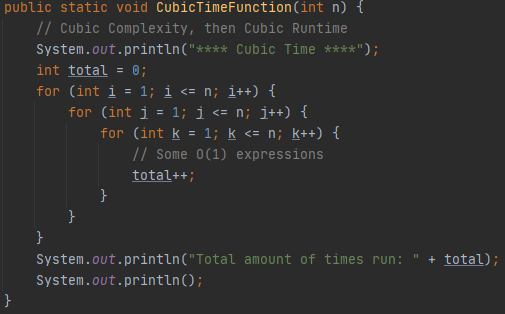 public static void CubicTimeFunction(int n) {
    // Cubic Complexity, then Cubic Runtime
    System.out.println("**** Cubic Time ****");
    int total = 0;
    for (int i = 1; i <= n; i++) {
        for (int j = 1; j <= n; j++) {
            for (int k = 1; k <= n; k++) {
                // Some O(1) expressions
                total++;
            }
        }
    }
    System.out.println("Total amount of times run: " + total);
    System.out.println();
}